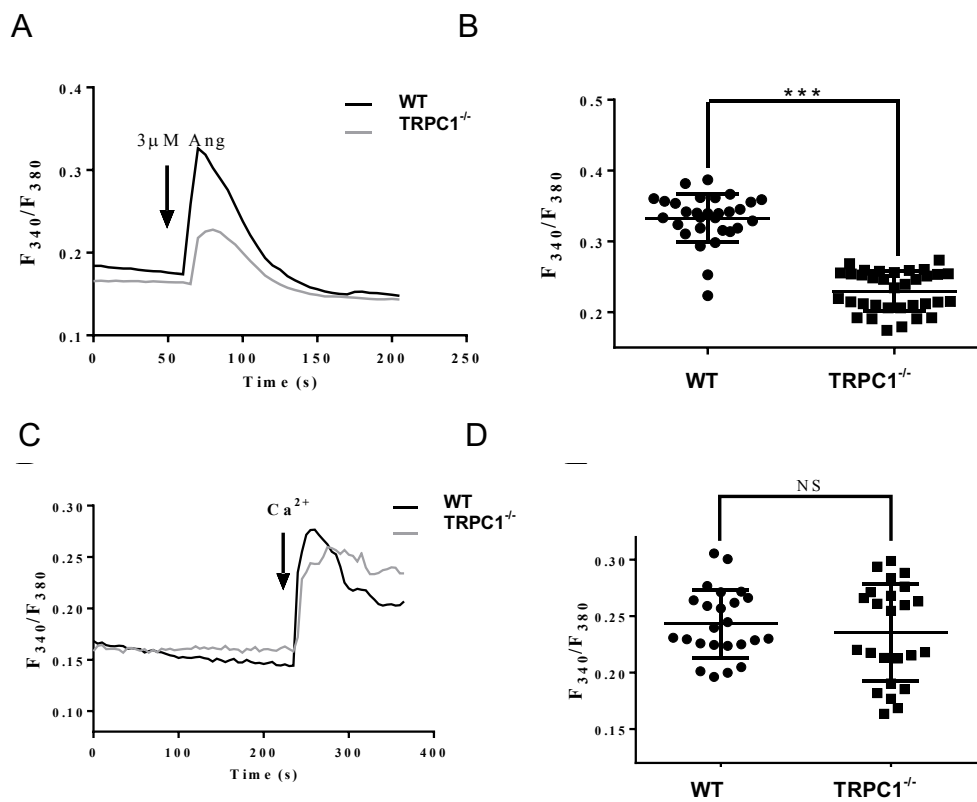 A
B
0.4
0.3
0.2
0.1
F340/F380
3μM Ang
WT
TRPC1-/-
0
50
100
150
200
250
Time (s)
0.5
0.4
0.3
0.2
F340/F380
***
WT
TRPC1-/-
C
D
0.30
0.25
0.20
0.15
0.10
F340/F380
Ca2+
WT
TRPC1-/-
0
100
200
300
400
Time (s)
NS
0.30
0.25
0.20
0.15
F340/F380
WT
TRPC1-/-